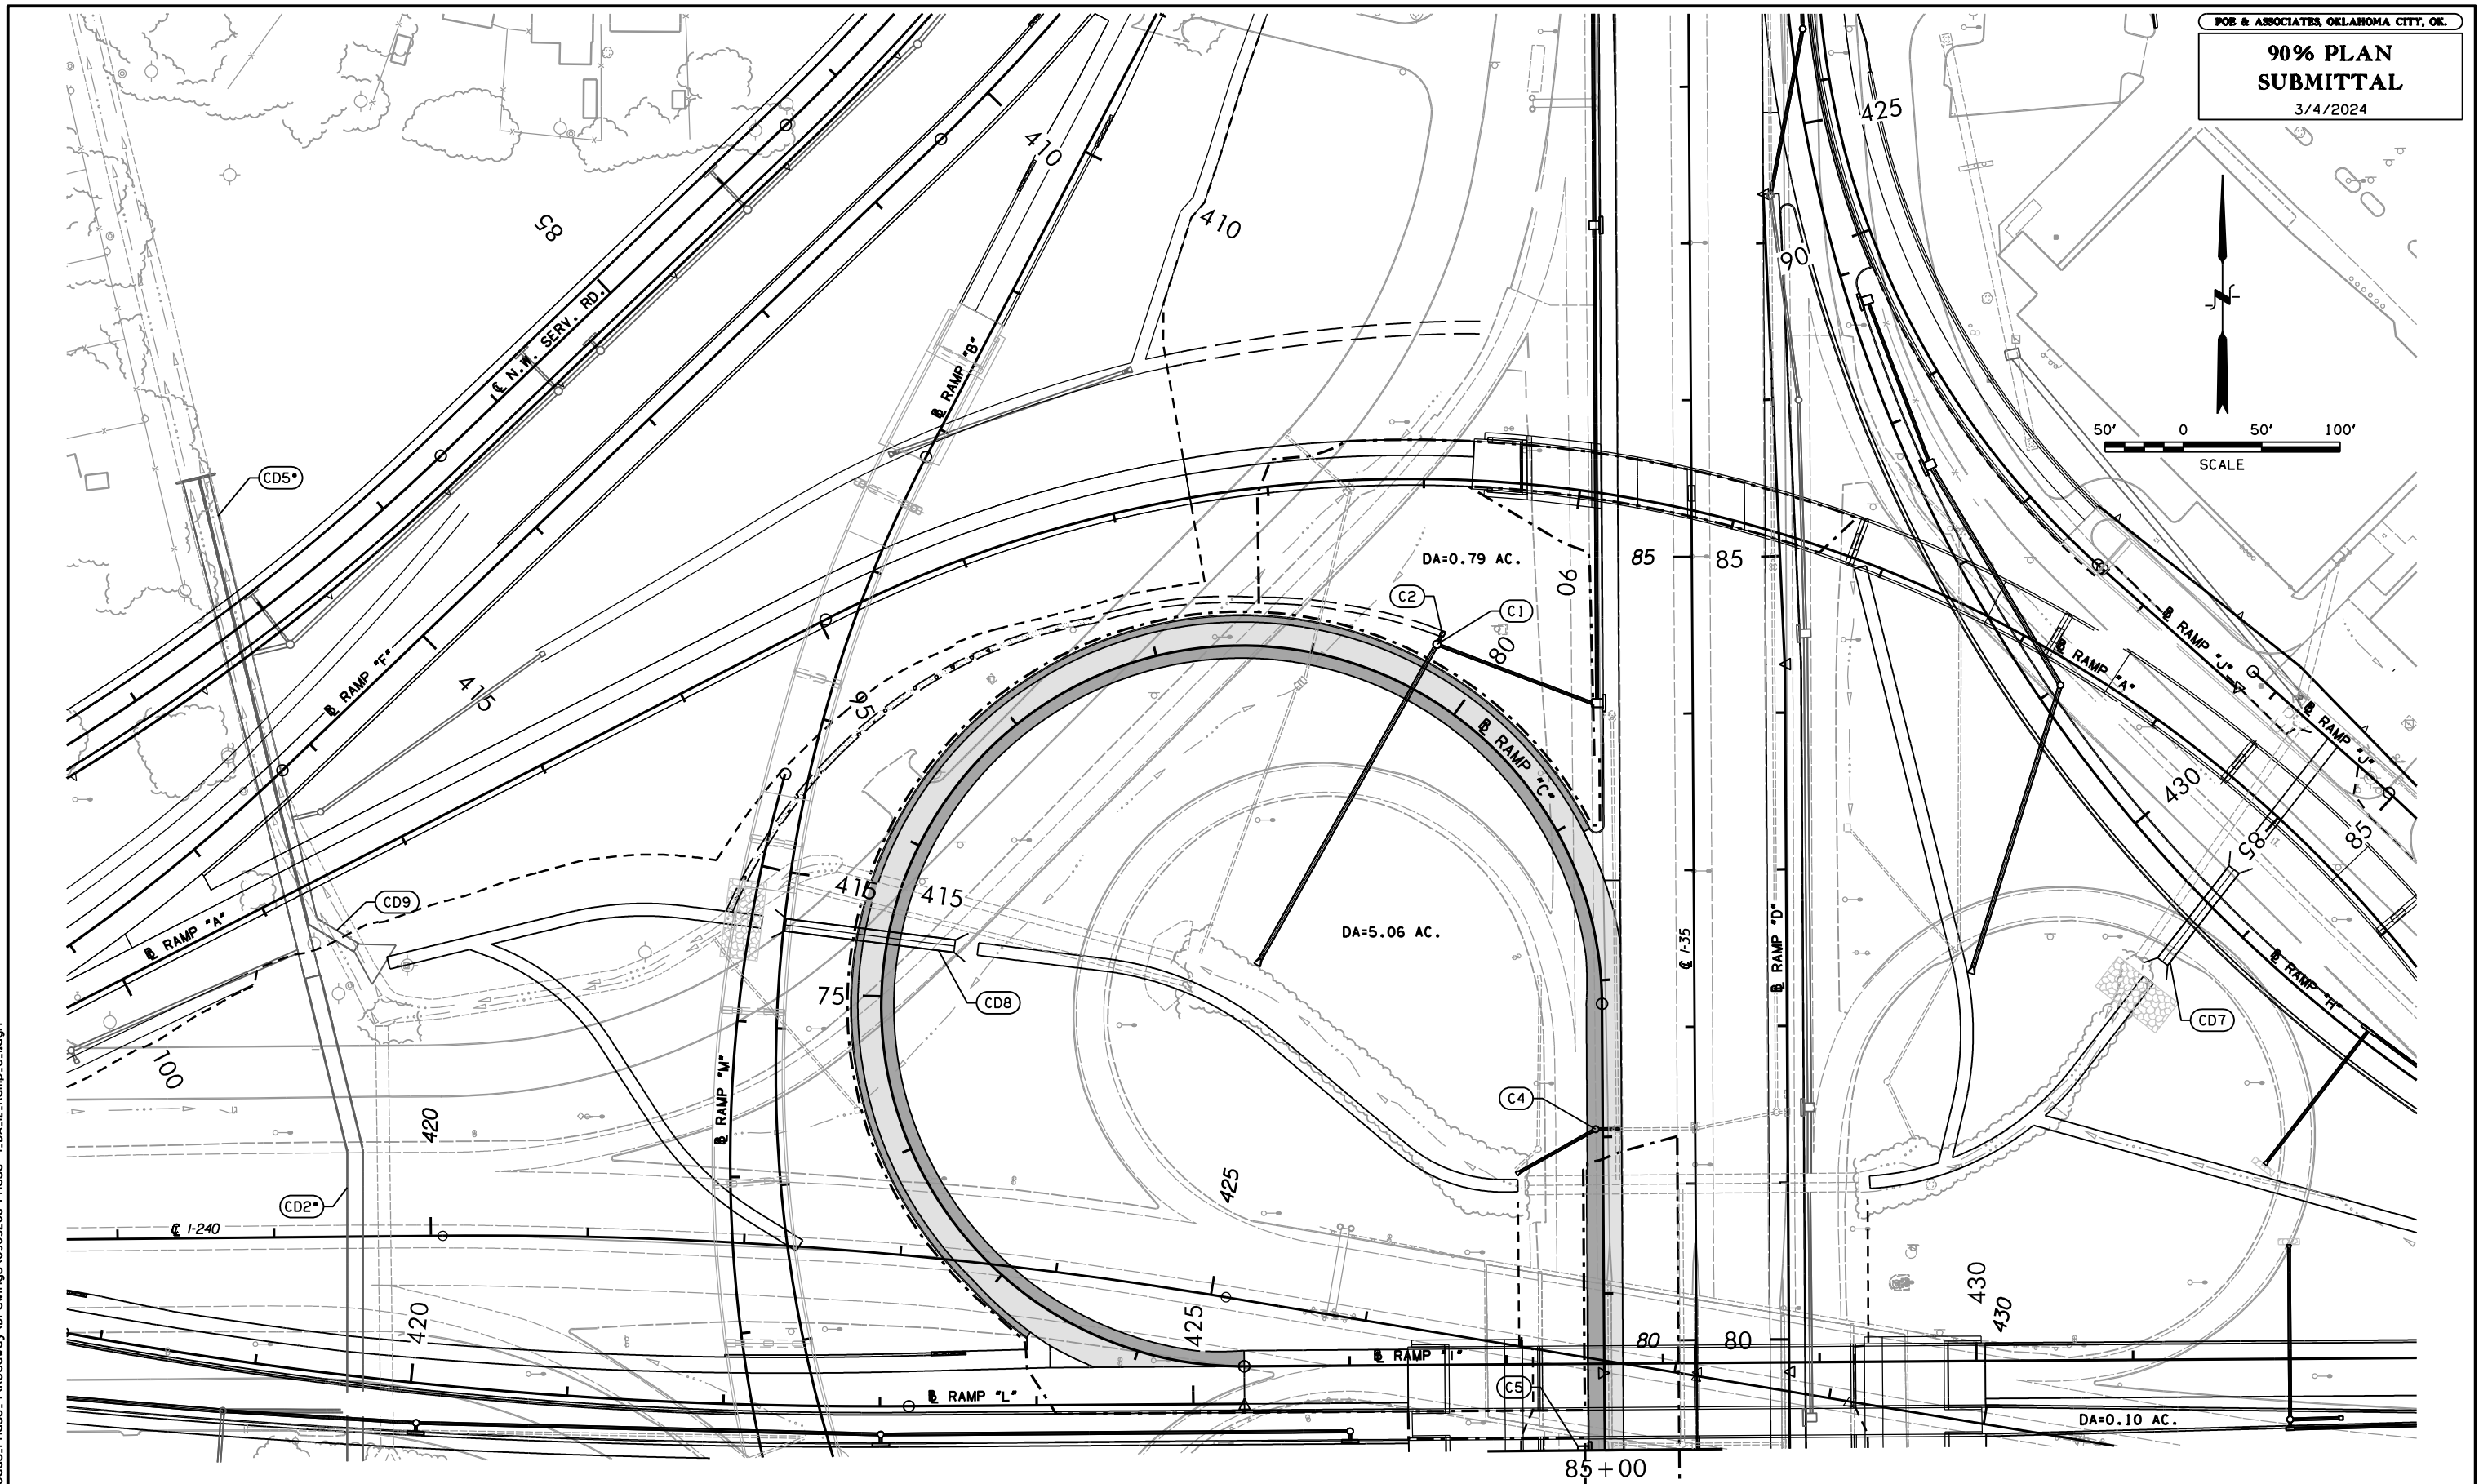 POE & ASSOCIATES, OKLAHOMA CITY, OK.
90% PLAN
SUBMITTAL
3/4/2024
425
410
410
85
90
50' 0 50' 100'
SCALE
℄ N.W. SERV. RD.
℄ RAMP "B"
CD5*
DA=0.79 AC.
85
85
90
C2
C1
80
℄ RAMP "J"
℄ RAMP "A"
℄ RAMP "F"
415
95
℄ RAMP "C"
℄ RAMP "J"
430
85
85
415
415
CD9
℄ RAMP "A"
DA=5.06 AC.
℄ I-35
℄ RAMP "D"
75
CD8
℄ RAMP "H"
CD7
100
℄ RAMP "M"
420
C4
425
CD2*
℄ I-240
420
425
430
430
80
80
℄ RAMP "I"
℄ RAMP "L"
C5
DA=0.10 AC.
85+00